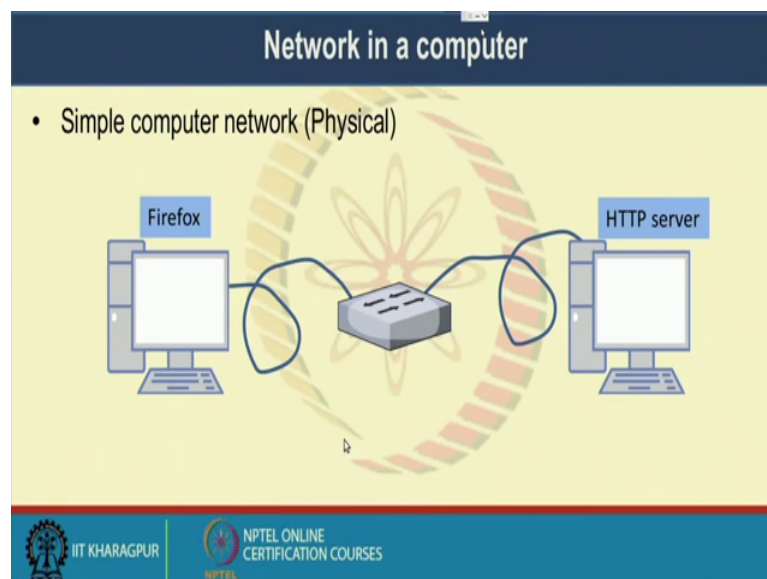 Network in a computer
• Simple computer network (Physical)
Firefox
HTTP server
IIT KHARAGPUR
NPTEL ONLINE
CERTIFICATION COURSES
NPTEL